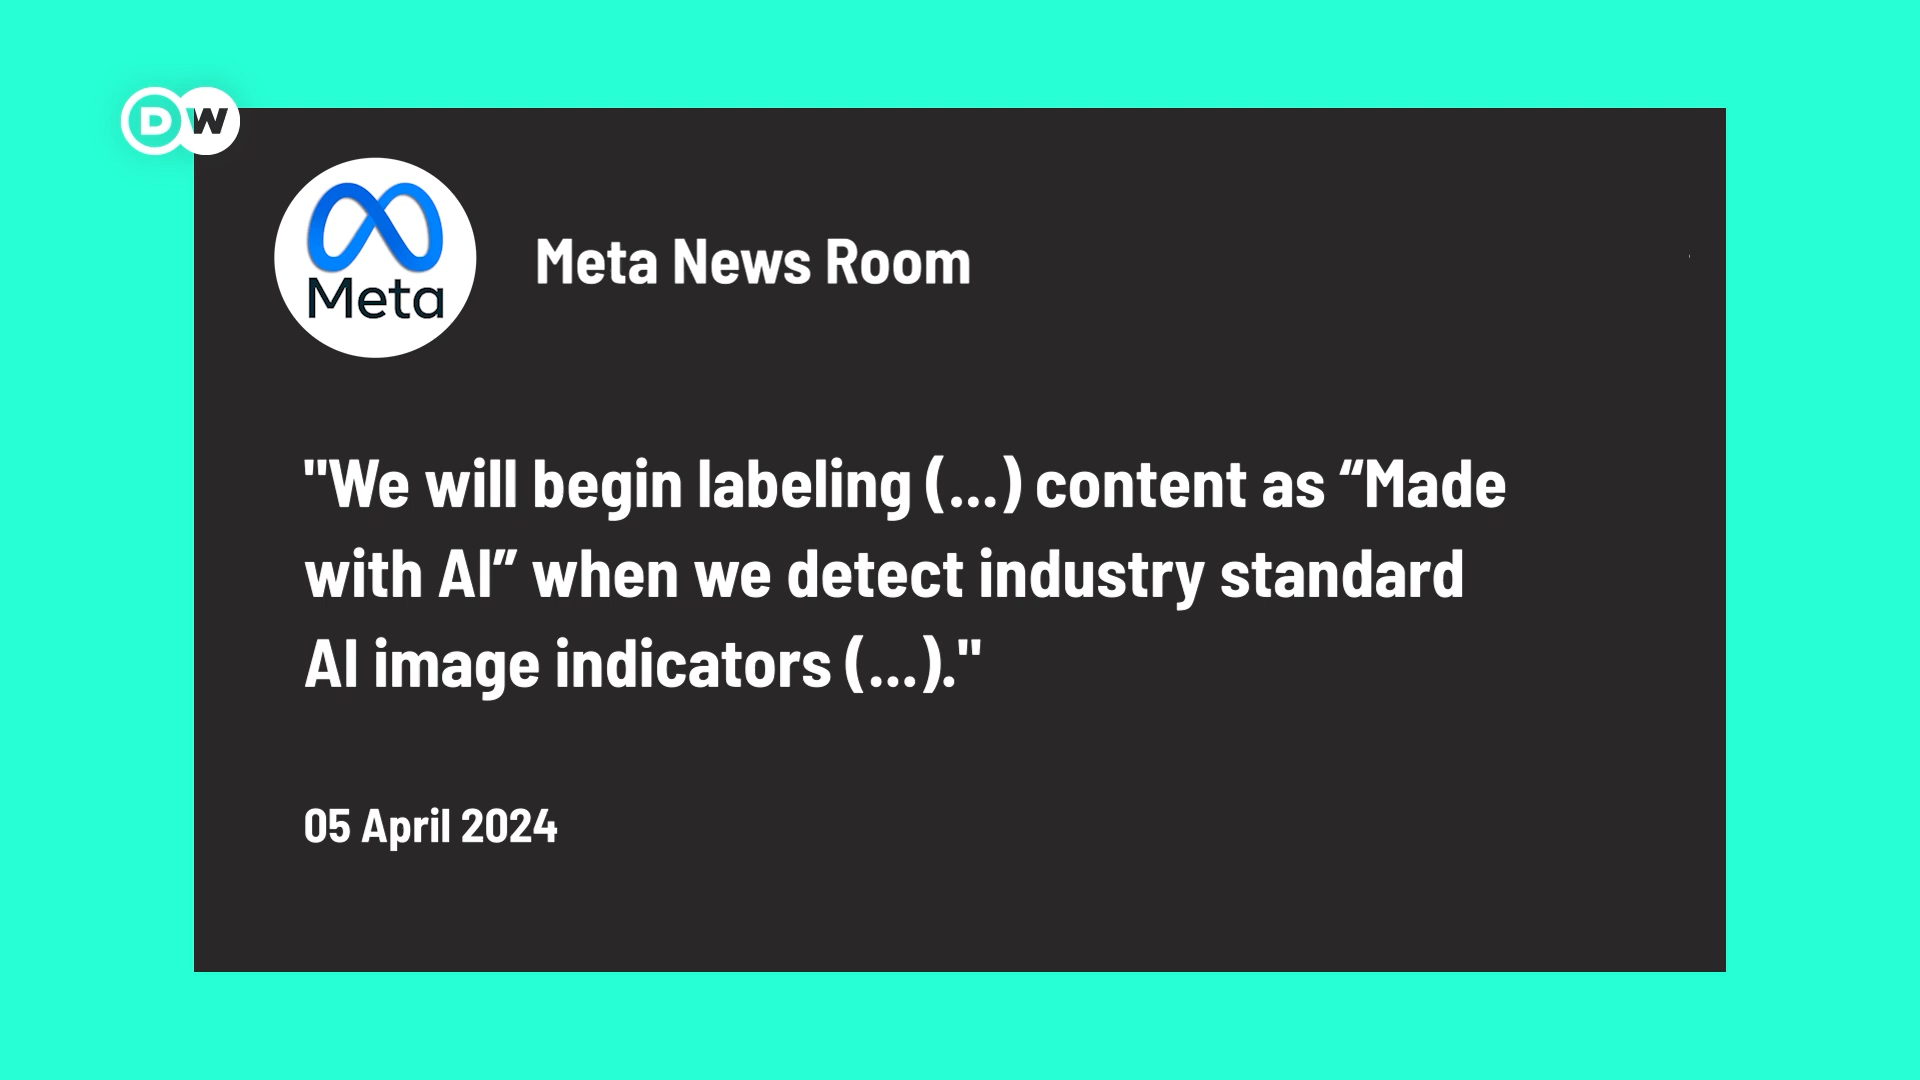 DW
Meta
Meta News Room
"We will begin labeling (...) content as “Made
with AI” when we detect industry standard
AI image indicators (...)."
05 April 2024